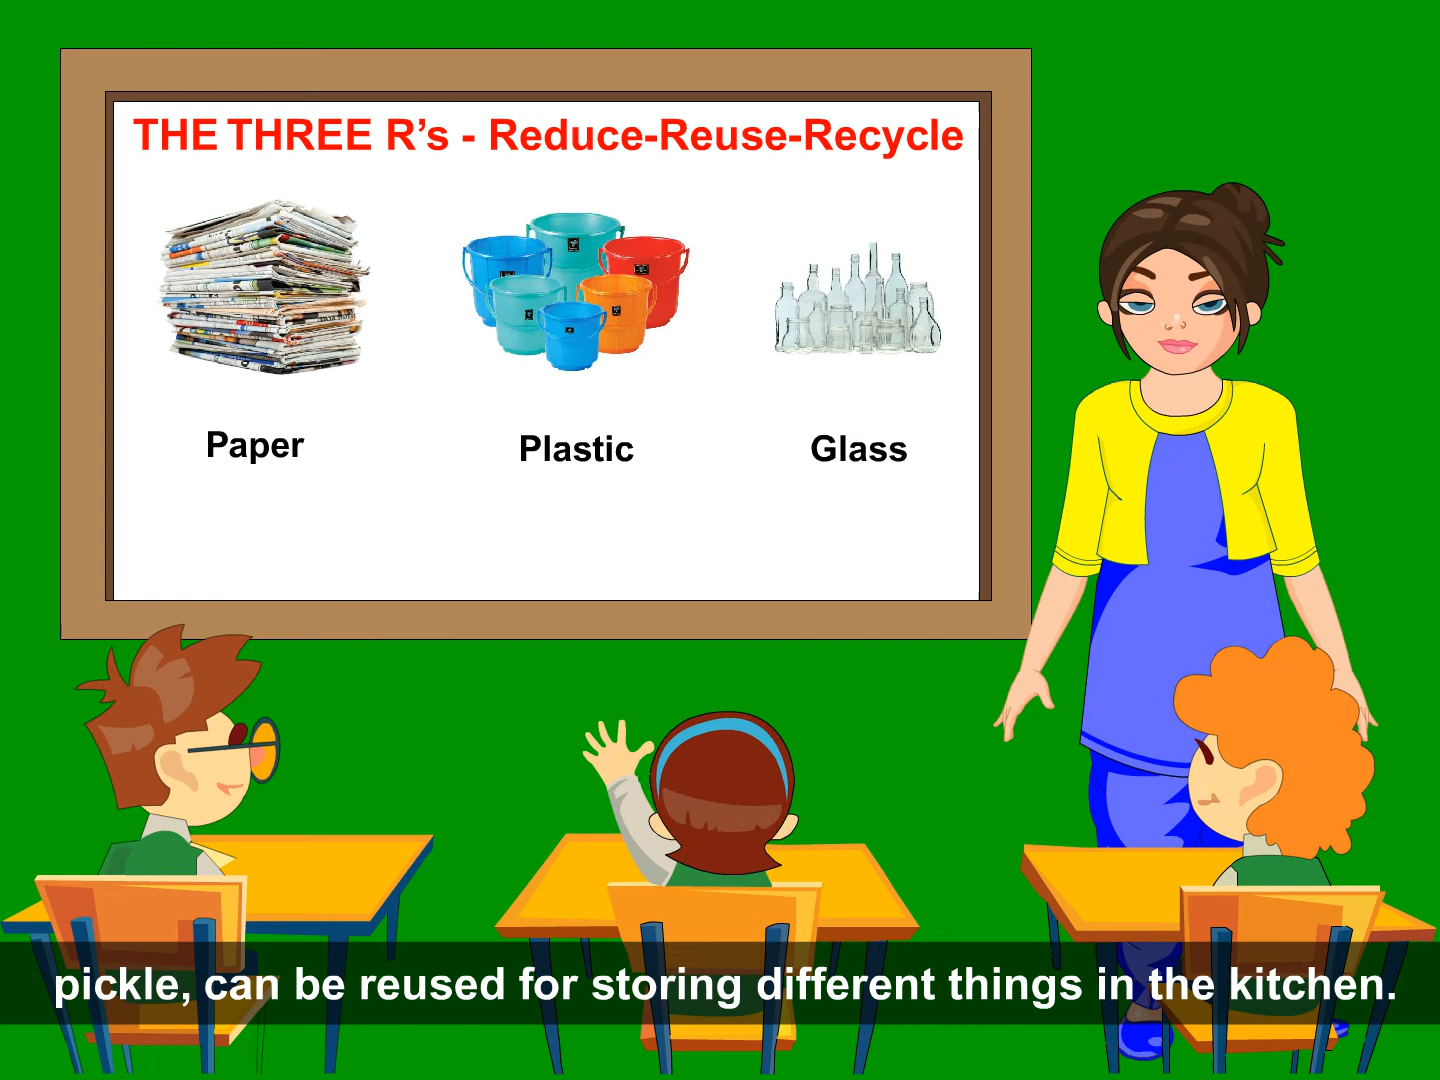 THE THREE R’s - Reduce-Reuse-Recycle
Paper
Plastic
Glass
pickle, can be reused for storing different things in the kitchen.